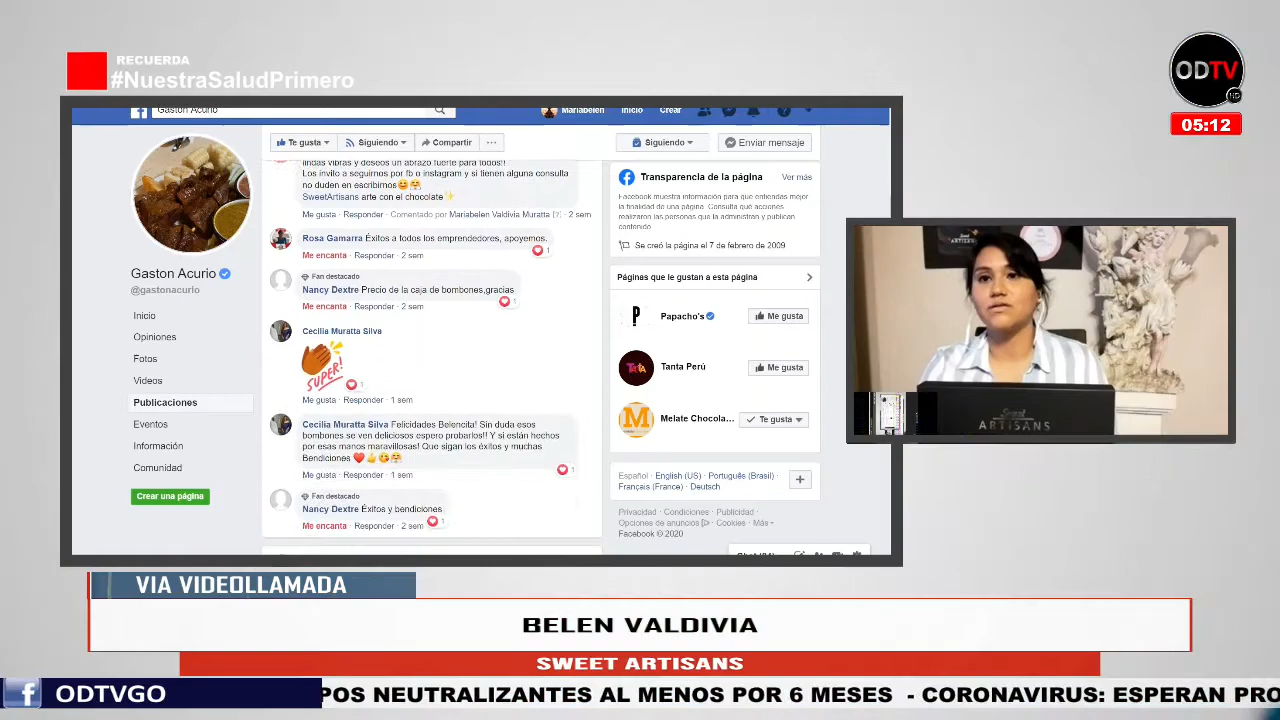 RECUERDA
#NuestraSaludPrimero
ODTV
HD
05:12
Gaston Acurio
Mariabelen
Inicio
Crear
Te gusta
Siguiendo
Compartir
Siguiendo
Enviar mensaje
Gaston Acurio
@gastonacurio
Inicio
Opiniones
Fotos
Videos
Publicaciones
Eventos
Información
Comunidad
Crear una página
lindas vibras y deseos un abrazo fuerte para todos!!
Los invito a seguirnos por fb o instagram y si tienen alguna consulta
no duden en escribirnos
SweetArtisans arte con el chocolate
Me gusta · Responder · Comentado por Mariabelen Valdivia Muratta [?] · 2 sem
Rosa Gamarra Éxitos a todos los emprendedores, apoyemos.
1
Me encanta · Responder · 2 sem
Fan destacado
Nancy Dextre Precio de la caja de bombones,gracias
1
Me encanta · Responder · 2 sem
Cecilia Muratta Silva
SUPER!
1
Me gusta · Responder · 1 sem
Cecilia Muratta Silva Felicidades Belencita! Sin duda esos
bombones se ven deliciosos espero probarlos!! Y si están hechos
por esas manos maravillosas! Que sigan los éxitos y muchas
Bendiciones
1
Me gusta · Responder · 1 sem
Fan destacado
Nancy Dextre Éxitos y bendiciones
1
Me encanta · Responder · 2 sem
Transparencia de la página
Ver más
Facebook muestra información para que entiendas mejor
la finalidad de una página. Consulta qué acciones
realizaron las personas que la administran y publican
contenido
Se creó la página el 7 de febrero de 2009
Páginas que le gustan a esta página
Papacho's
Me gusta
Tanta Perú
Me gusta
Melate Chocola...
Te gusta
Español · English (US) · Português (Brasil) ·
Français (France) · Deutsch
Privacidad · Condiciones · Publicidad ·
Opciones de anuncios · Cookies · Más
Facebook © 2020
ARTISANS
VIA VIDEOLLAMADA
BELEN VALDIVIA
SWEET ARTISANS
ODTVGO
POS NEUTRALIZANTES AL MENOS POR 6 MESES - CORONAVIRUS: ESPERAN PRO